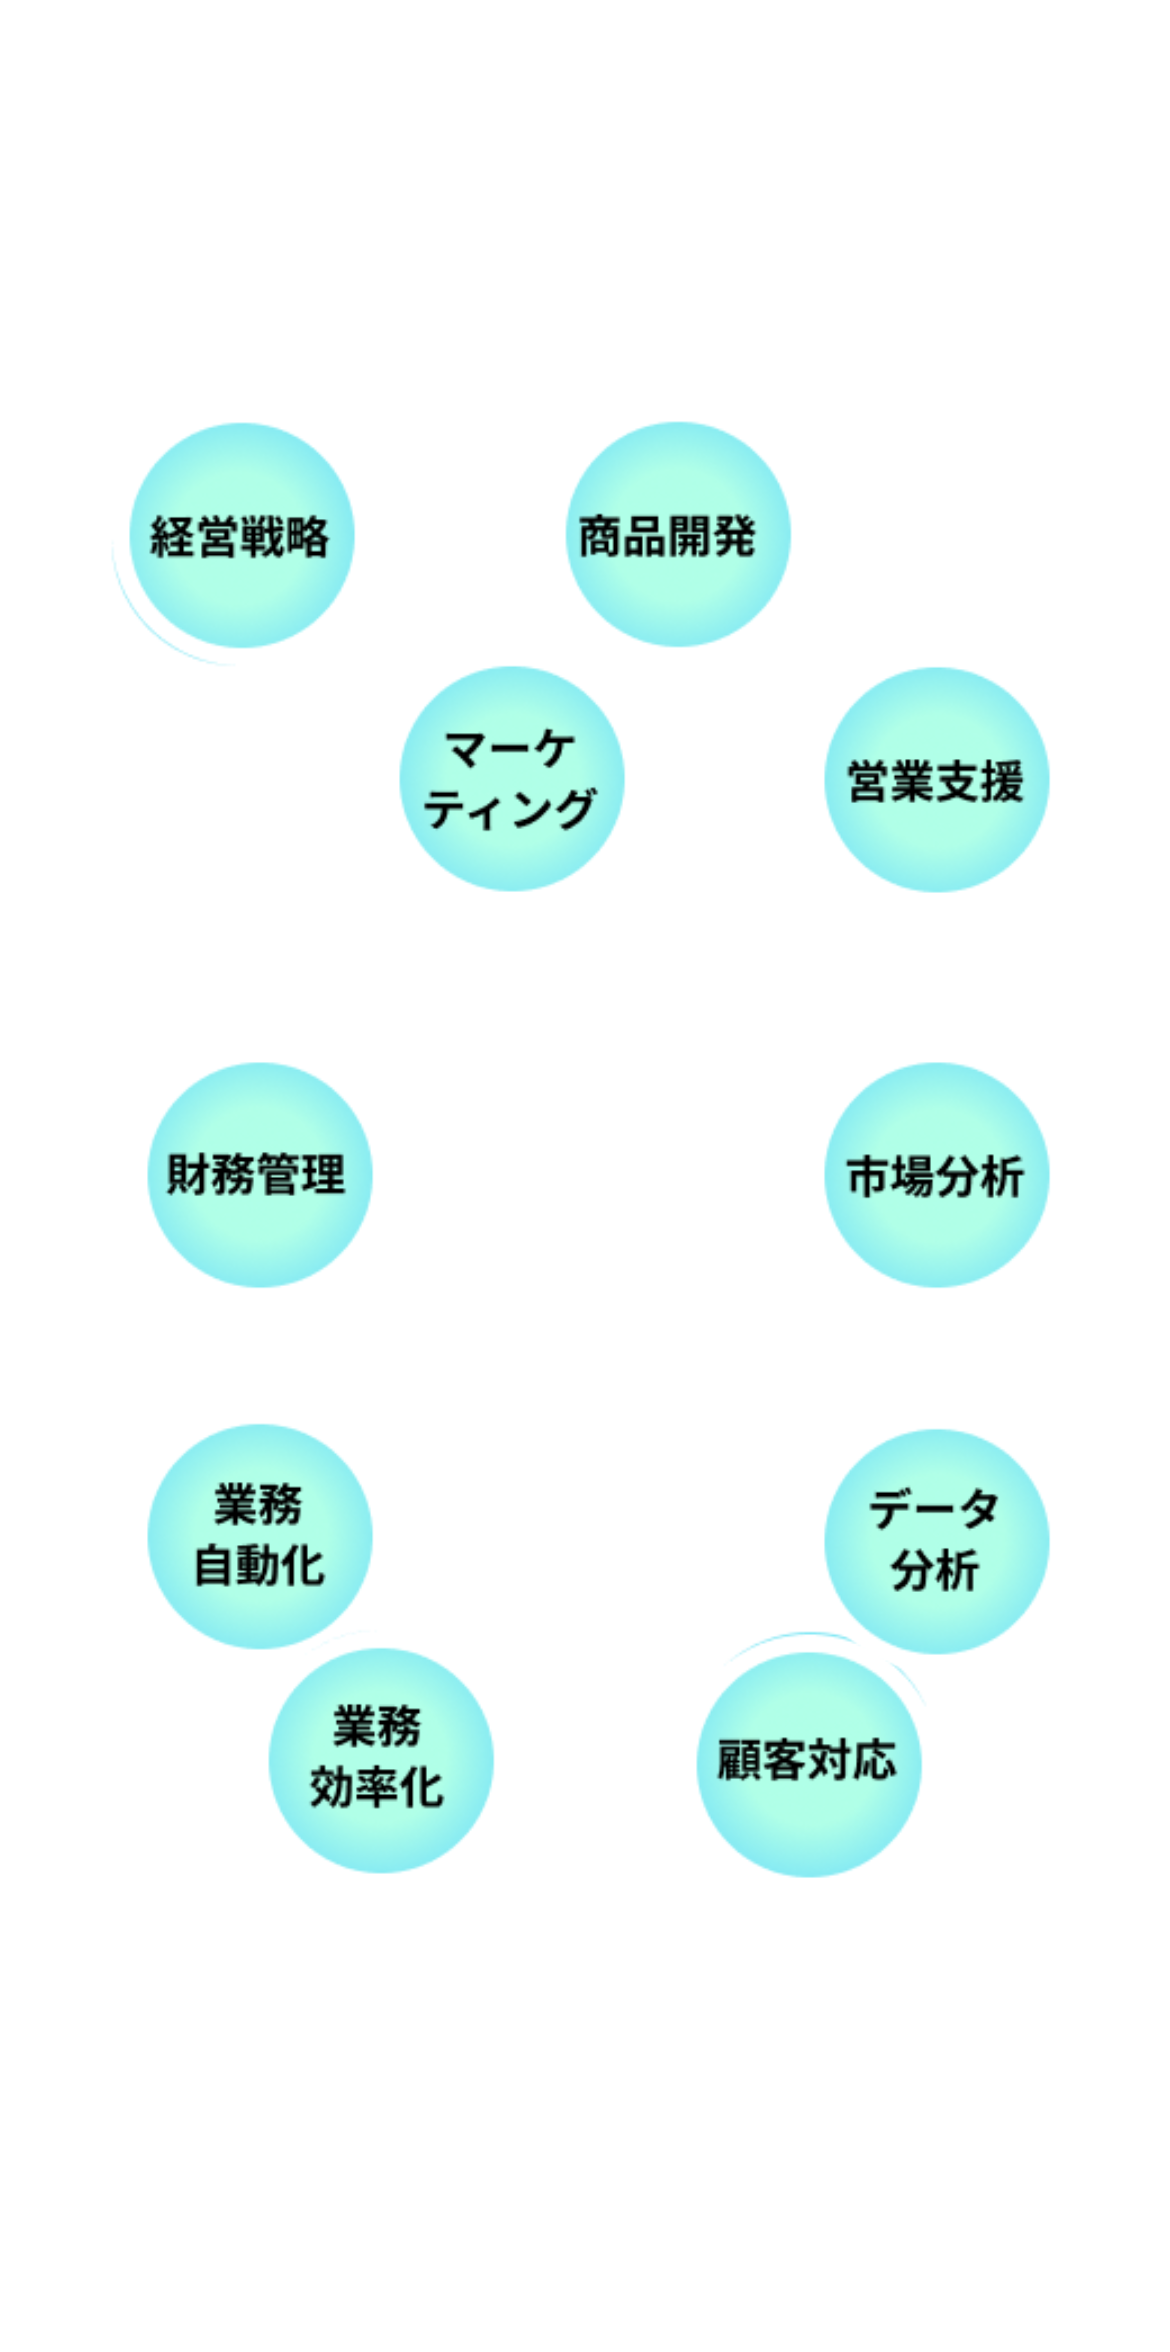 経営戦略
商品開発
マーケ
ティング
営業支援
財務管理
市場分析
業務
自動化
データ
分析
業務
効率化
顧客対応